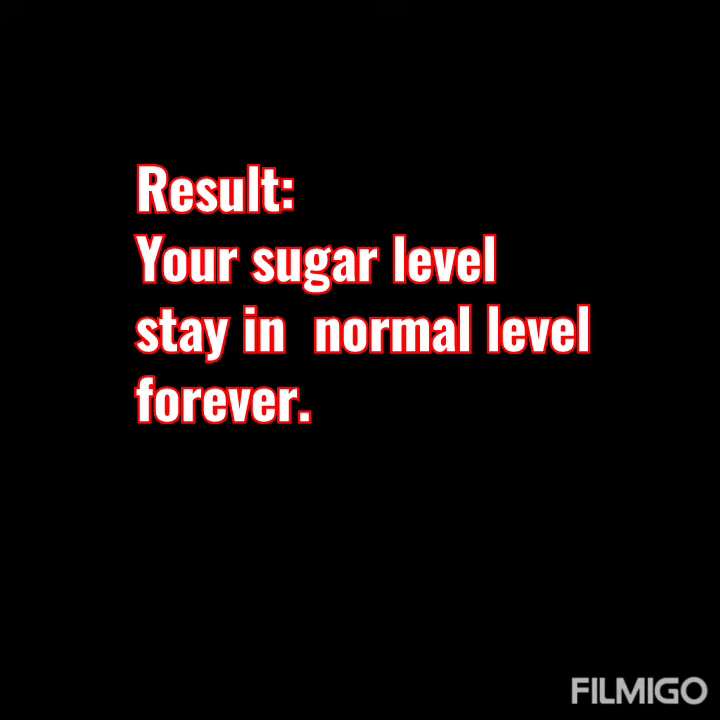 Result:
Your sugar level
stay in  normal level
forever.
FILMIGO